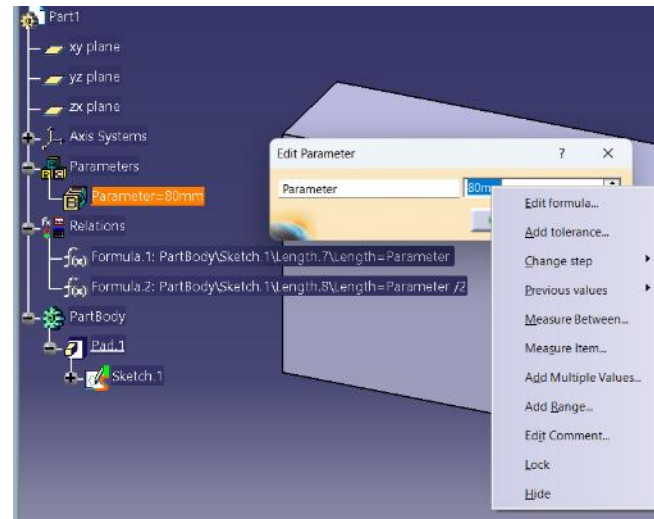 Part1
xy plane
yz plane
zx plane
Axis Systems
Parameters
Parameter=80mm
Relations
Formula.1: PartBody\Sketch.1\Length.7\Length=Parameter
Formula.2: PartBody\Sketch.1\Length.8\Length=Parameter /2
PartBody
Pad.1
Sketch.1
Edit Parameter ? ×
Parameter
Edit formula...
Add tolerance...
Change step
Previous values
Measure Between...
Measure Item...
Add Multiple Values...
Add Range...
Edit Comment...
Lock
Hide